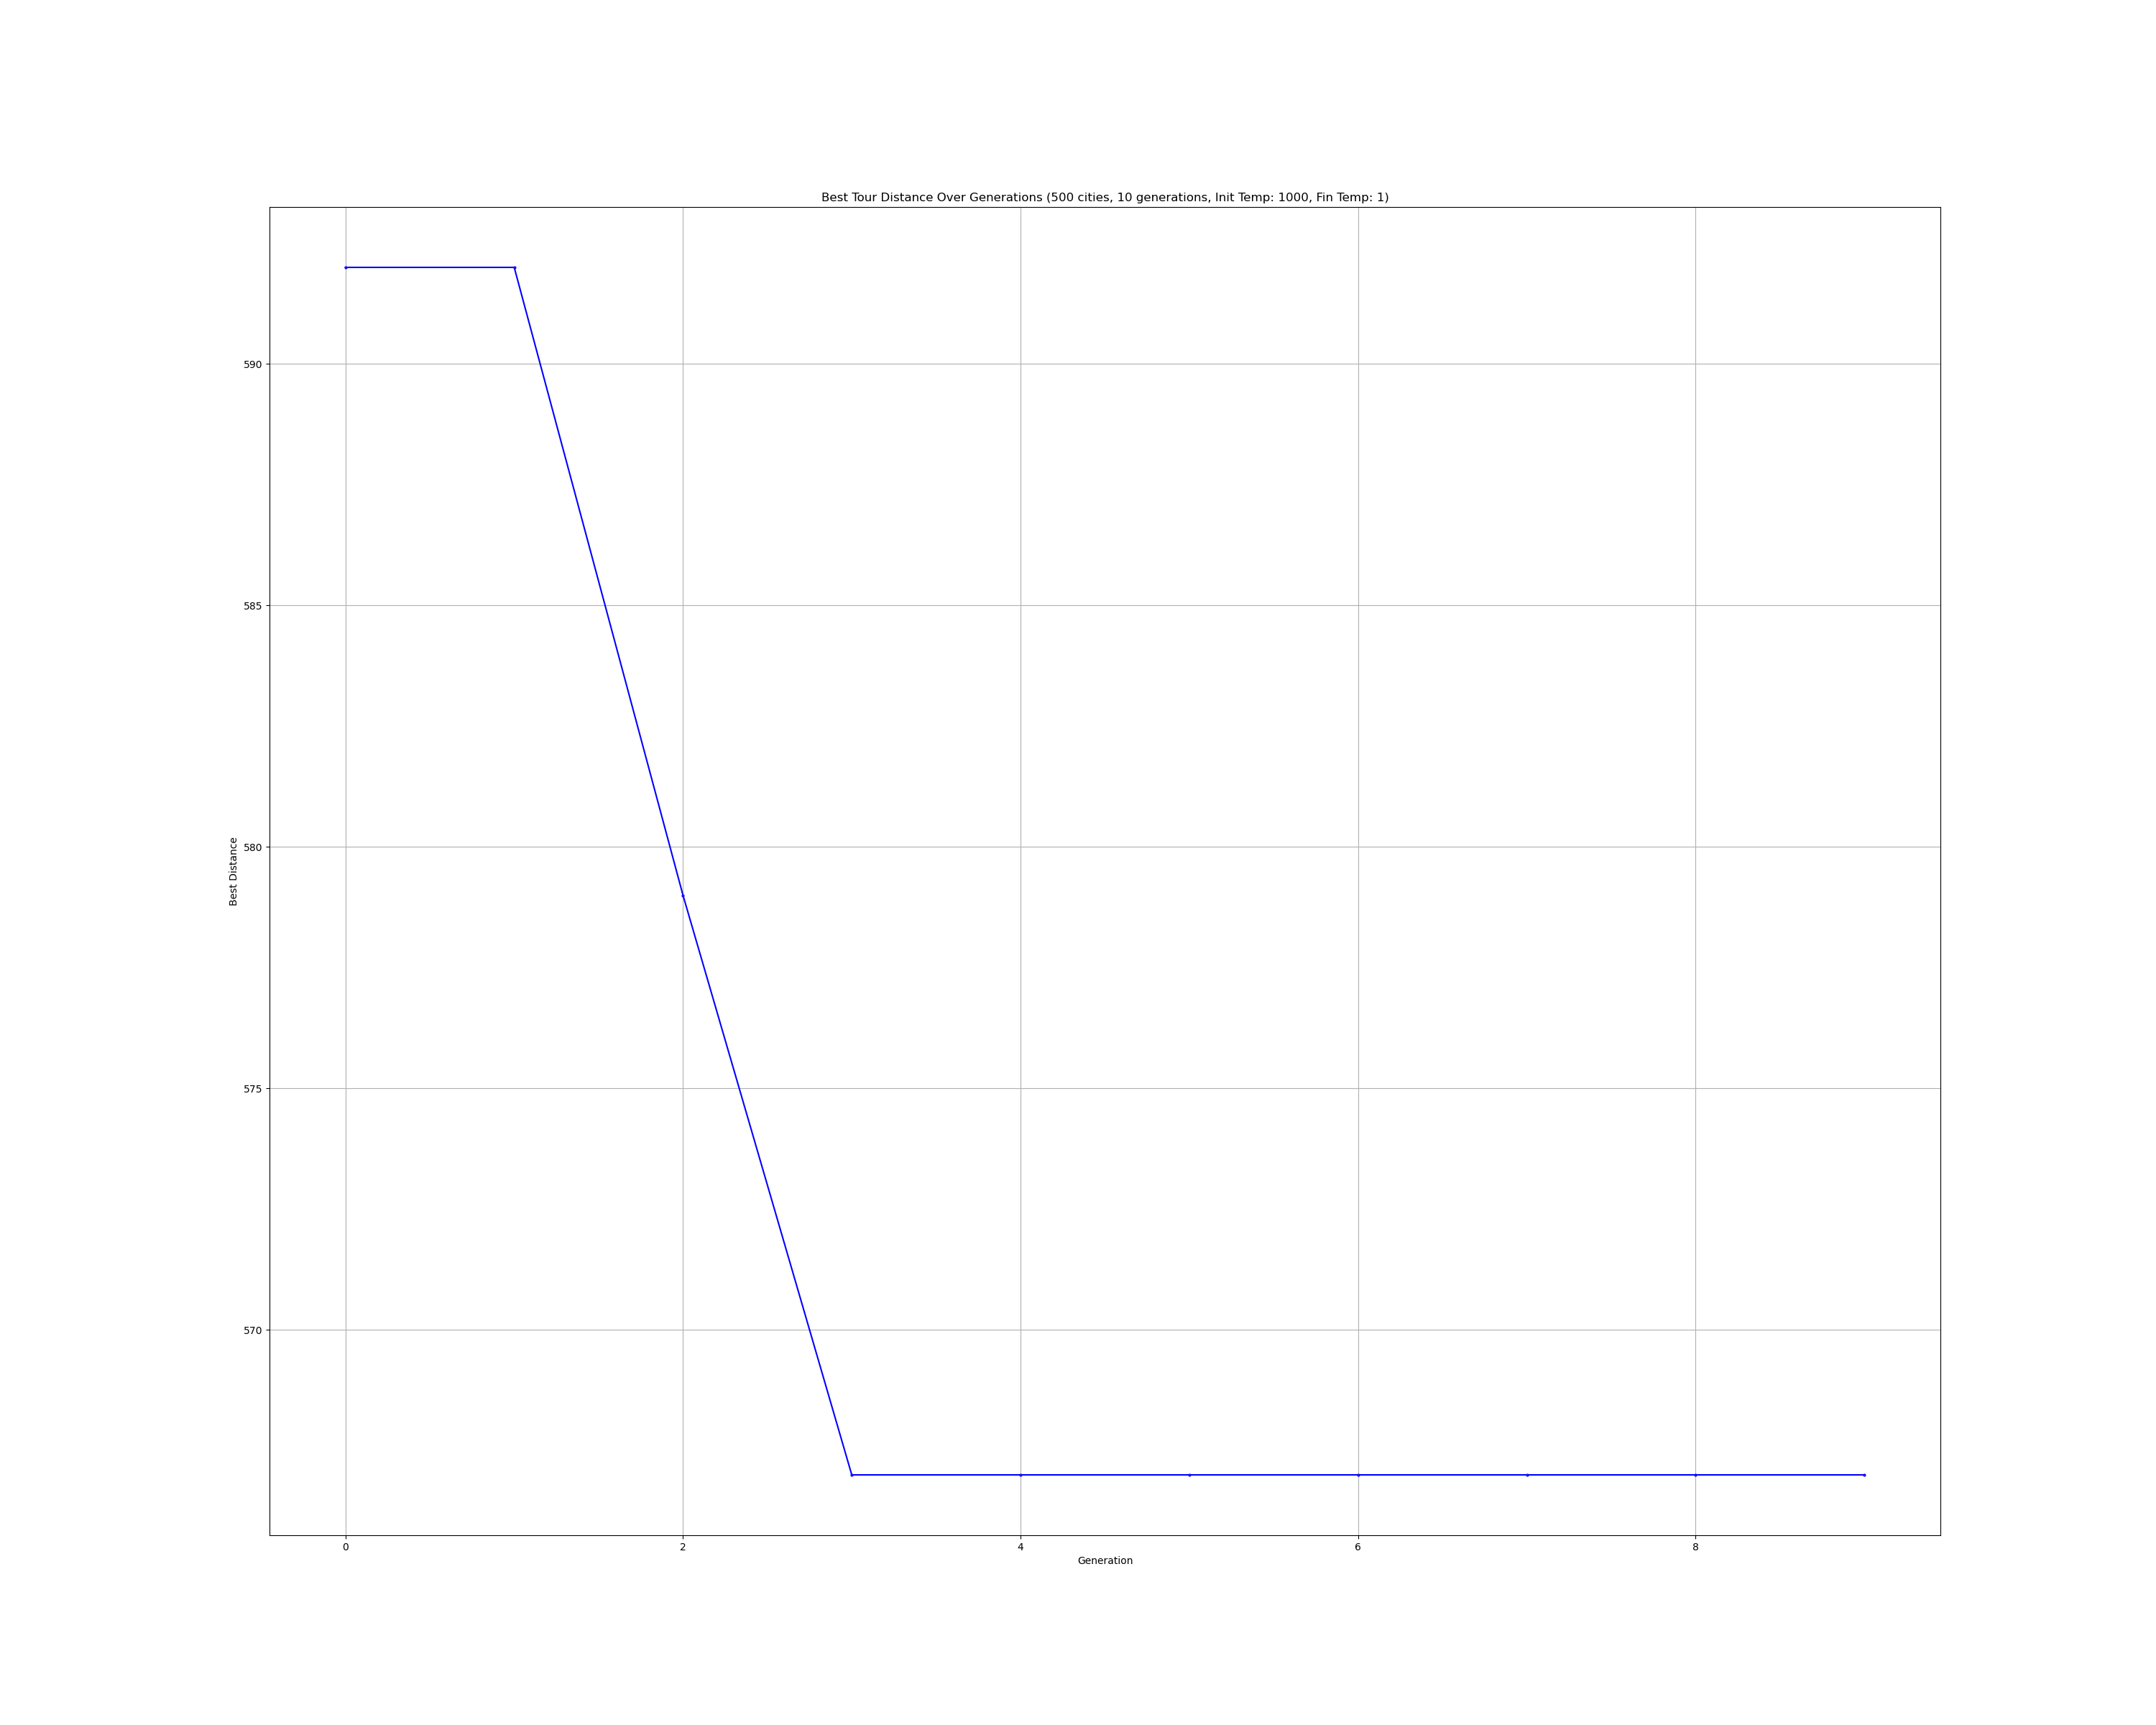 Best Tour Distance Over Generations (500 cities, 10 generations, Init Temp: 1000, Fin Temp: 1)
590
585
580
575
570
Best Distance
0 2 4 6 8
Generation